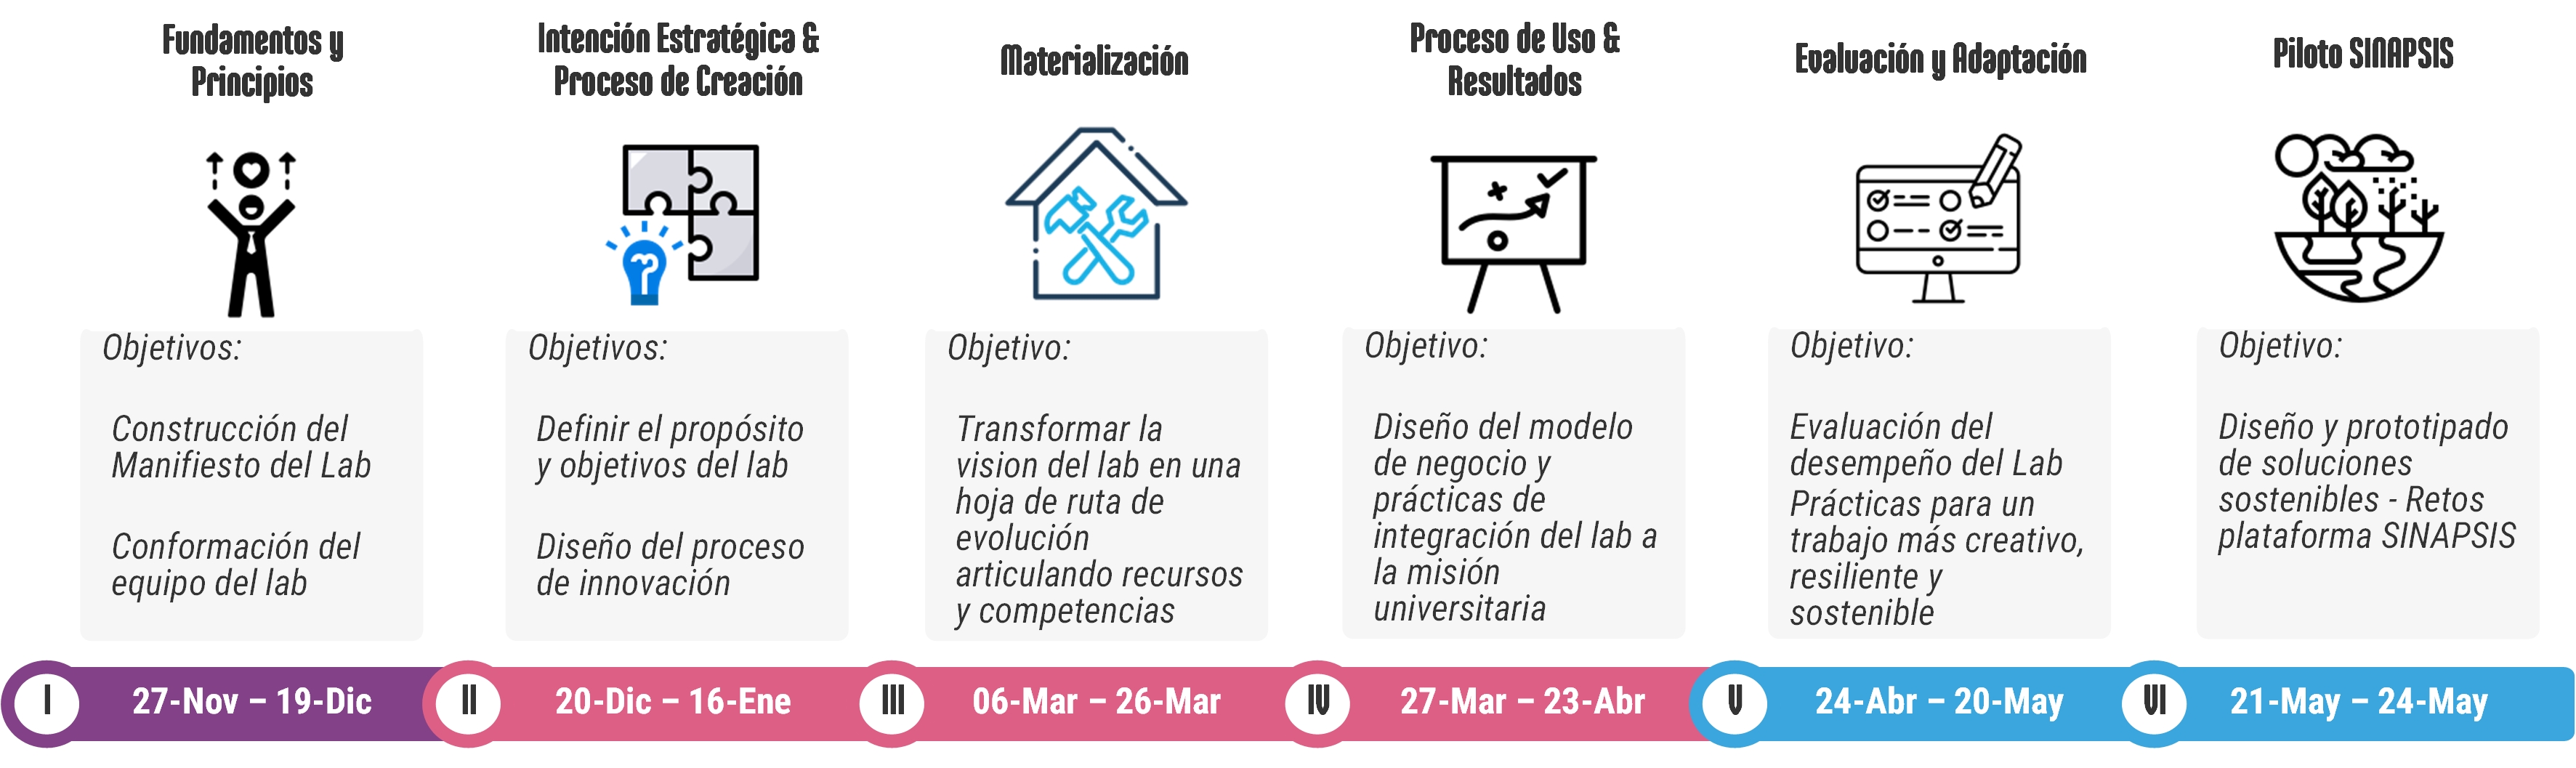 Fundamentos y
Principios
Objetivos:
Construcción del
Manifiesto del Lab
Conformación del
equipo del lab
I
27-Nov – 19-Dic
Intención Estratégica &
Proceso de Creación
Objetivos:
Definir el propósito
y objetivos del lab
Diseño del proceso
de innovación
II
20-Dic – 16-Ene
Materialización
Objetivo:
Transformar la
vision del lab en una
hoja de ruta de
evolución
articulando recursos
y competencias
III
06-Mar – 26-Mar
Proceso de Uso &
Resultados
Objetivo:
Diseño del modelo
de negocio y
prácticas de
integración del lab a
la misión
universitaria
IV
27-Mar – 23-Abr
Evaluación y Adaptación
Objetivo:
Evaluación del
desempeño del Lab
Prácticas para un
trabajo más creativo,
resiliente y
sostenible
V
24-Abr – 20-May
Piloto SINAPSIS
Objetivo:
Diseño y prototipado
de soluciones
sostenibles - Retos
plataforma SINAPSIS
VI
21-May – 24-May